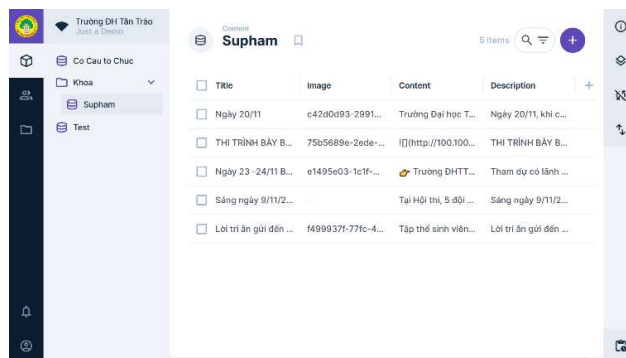 Trường ĐH Tân Trào
Just a Demo
Co Cau to Chuc
Khoa
Supham
Test
Content
Supham
5 Items
Title Image Content Description
Ngày 20/11 c42d0d93-2991... Trường Đại học T... Ngày 20/11, khi c...
THI TRÌNH BÀY B... 75b5689e-2ede-... ![](http://100.100... THI TRÌNH BÀY B...
Ngày 23 -24/11 B... e1495e03-1c1f-... 👉 Trường ĐHTT... Tham dự có lãnh ...
Sáng ngày 9/11/2... -- Tại Hội thi, 5 đội ... Sáng ngày 9/11/2...
Lời tri ân gửi đến ... f499937f-77fc-4... Tập thể sinh viên... Lời tri ân gửi đến ...